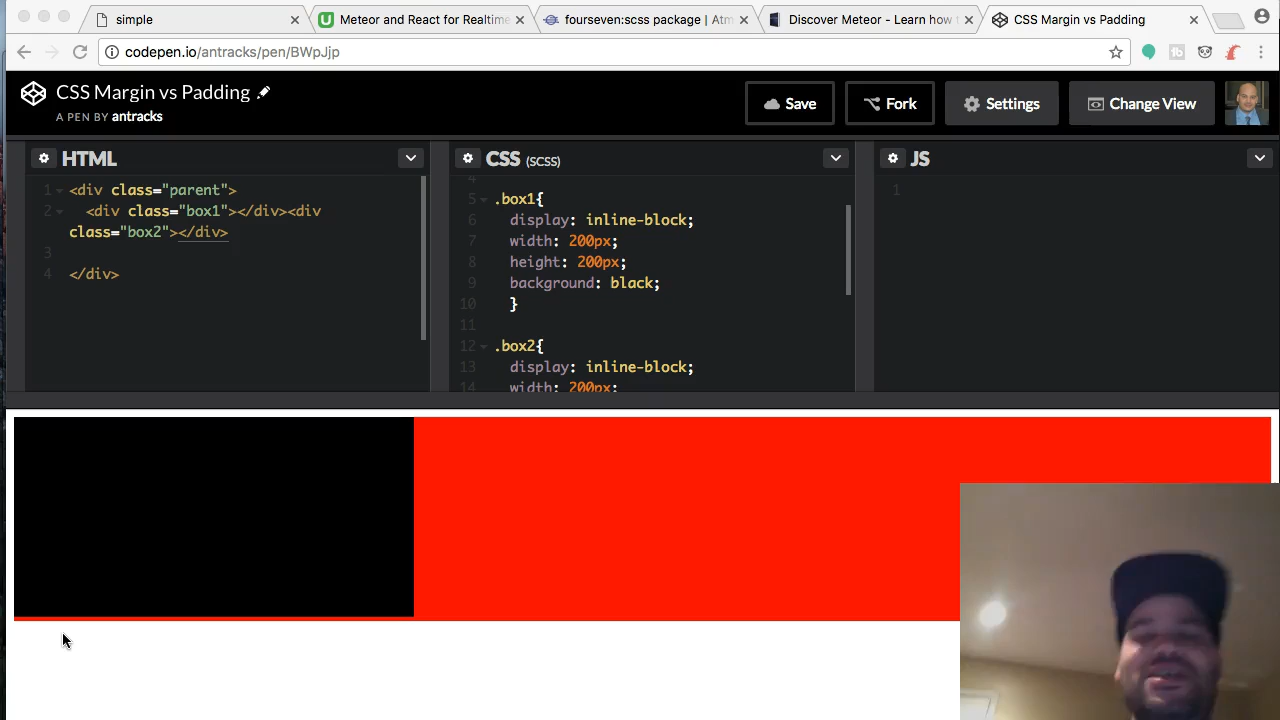 simple
Meteor and React for Realtime
fourseven:scss package | Atm
Discover Meteor - Learn how
CSS Margin vs Padding
codepen.io/antracks/pen/BWpJjp
CSS Margin vs Padding
A PEN BY antracks
Save
Fork
Settings
Change View
HTML
1 <div class="parent">
2 <div class="box1"></div><div
class="box2"></div>
3
4 </div>
CSS (SCSS)
4
5 .box1{
6 display: inline-block;
7 width: 200px;
8 height: 200px;
9 background: black;
10 }
11
12 .box2{
13 display: inline-block;
14 width: 200px;
JS
1